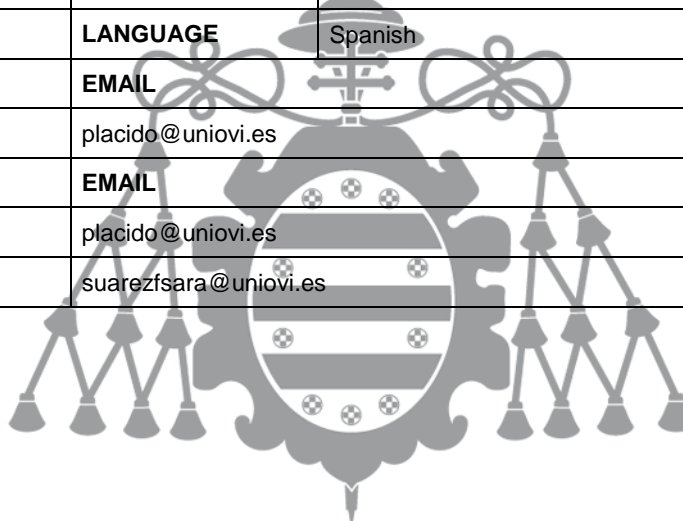 LANGUAGE Spanish
EMAIL
placido@uniovi.es
EMAIL
placido@uniovi.es
suarezfsara@uniovi.es